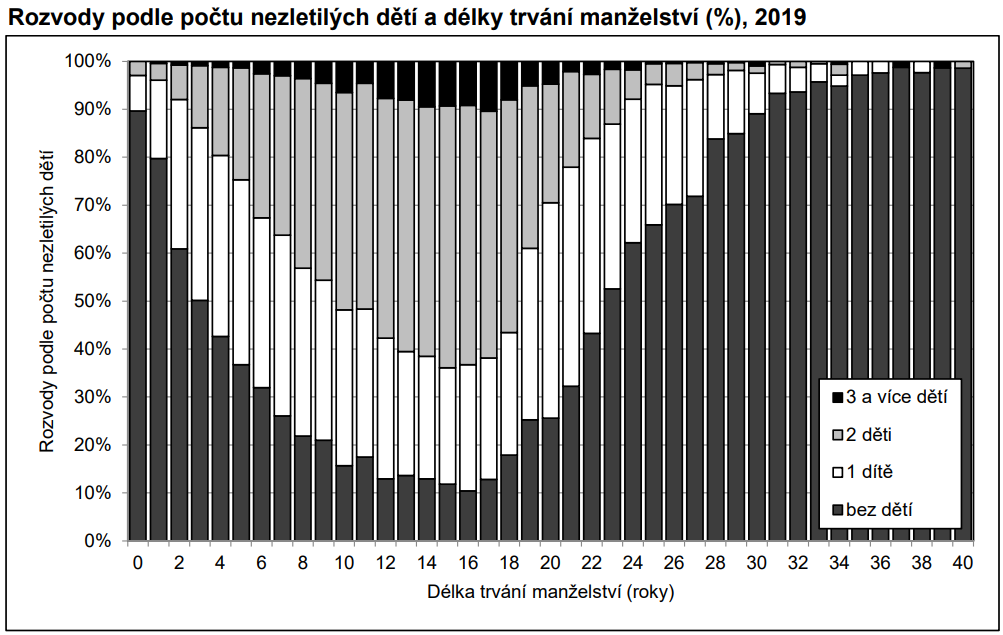 Rozvody podle počtu nezletilých dětí a délky trvání manželství (%), 2019
100%
90%
80%
70%
60%
50%
40%
30%
20%
10%
0%
Rozvody podle počtu nezletilých dětí
3 a více dětí
2 děti
1 dítě
bez dětí
0 2 4 6 8 10 12 14 16 18 20 22 24 26 28 30 32 34 36 38 40
Délka trvání manželství (roky)